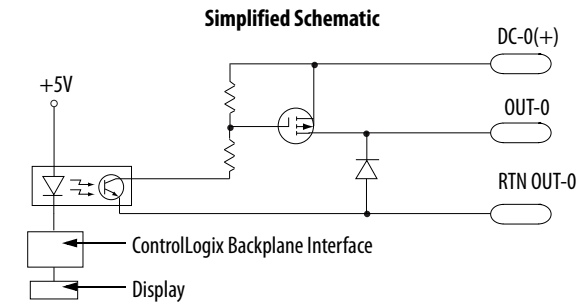 Simplified Schematic
DC-0(+)
+5V
OUT-0
RTN OUT-0
ControlLogix Backplane Interface
Display